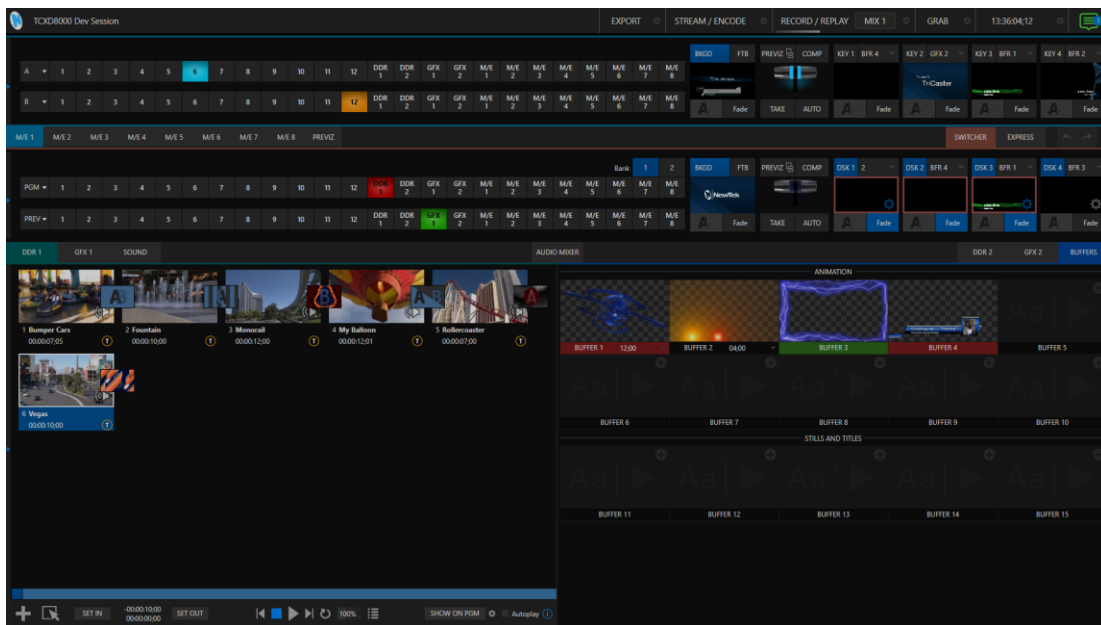 TCXD8000 Dev Session EXPORT STREAM / ENCODE RECORD / REPLAY MIX 1 GRAB 13:36:04;12
BKGD FTB PREVIZ COMP KEY 1 BFR 4 KEY 2 GFX 2 KEY 3 BFR 1 KEY 4 BFR 2
A 1 2 3 4 5 6 7 8 9 10 11 12 DDR 1 DDR 2 GFX 1 GFX 2 M/E 1 M/E 2 M/E 3 M/E 4 M/E 5 M/E 6 M/E 7 M/E 8
TriCaster
B 1 2 3 4 5 6 7 8 9 10 11 12 DDR 1 DDR 2 GFX 1 GFX 2 M/E 1 M/E 2 M/E 3 M/E 4 M/E 5 M/E 6 M/E 7 M/E 8
A Fade TAKE AUTO A Fade A Fade A Fade A Fade
M/E 1 M/E 2 M/E 3 M/E 4 M/E 5 M/E 6 M/E 7 M/E 8 PREVIZ SWITCHER EXPRESS
Bank 1 2 BKGD FTB PREVIZ COMP DSK 1 2 DSK 2 BFR 4 DSK 3 BFR 1 DSK 4 BFR 3
PGM 1 2 3 4 5 6 7 8 9 10 11 12 DDR 1 DDR 2 GFX 1 GFX 2 M/E 1 M/E 2 M/E 3 M/E 4 M/E 5 M/E 6 M/E 7 M/E 8
NewTek
PREV 1 2 3 4 5 6 7 8 9 10 11 12 DDR 1 DDR 2 GFX 1 GFX 2 M/E 1 M/E 2 M/E 3 M/E 4 M/E 5 M/E 6 M/E 7 M/E 8
A Fade TAKE AUTO A Fade A Fade A Fade A Fade
DDR 1 GFX 1 SOUND AUDIO MIXER DDR 2 GFX 2 BUFFERS
ANIMATION
1 Bumper Cars 2 Fountain 3 Monorail 4 My Balloon 5 Rollercoaster
00:00:07;05 T 00:00:10;00 T 00:00:12;00 T 00:00:12;01 T 00:00:07;00 T
BUFFER 1 12;00 BUFFER 2 04;00 BUFFER 3 BUFFER 4 BUFFER 5
6 Vegas
00:00:10;00 T
BUFFER 6 BUFFER 7 BUFFER 8 BUFFER 9 BUFFER 10
STILLS AND TITLES
BUFFER 11 BUFFER 12 BUFFER 13 BUFFER 14 BUFFER 15
SET IN -00:00:10;00 SET OUT 100% SHOW ON PGM Autoplay
00:00:00;00